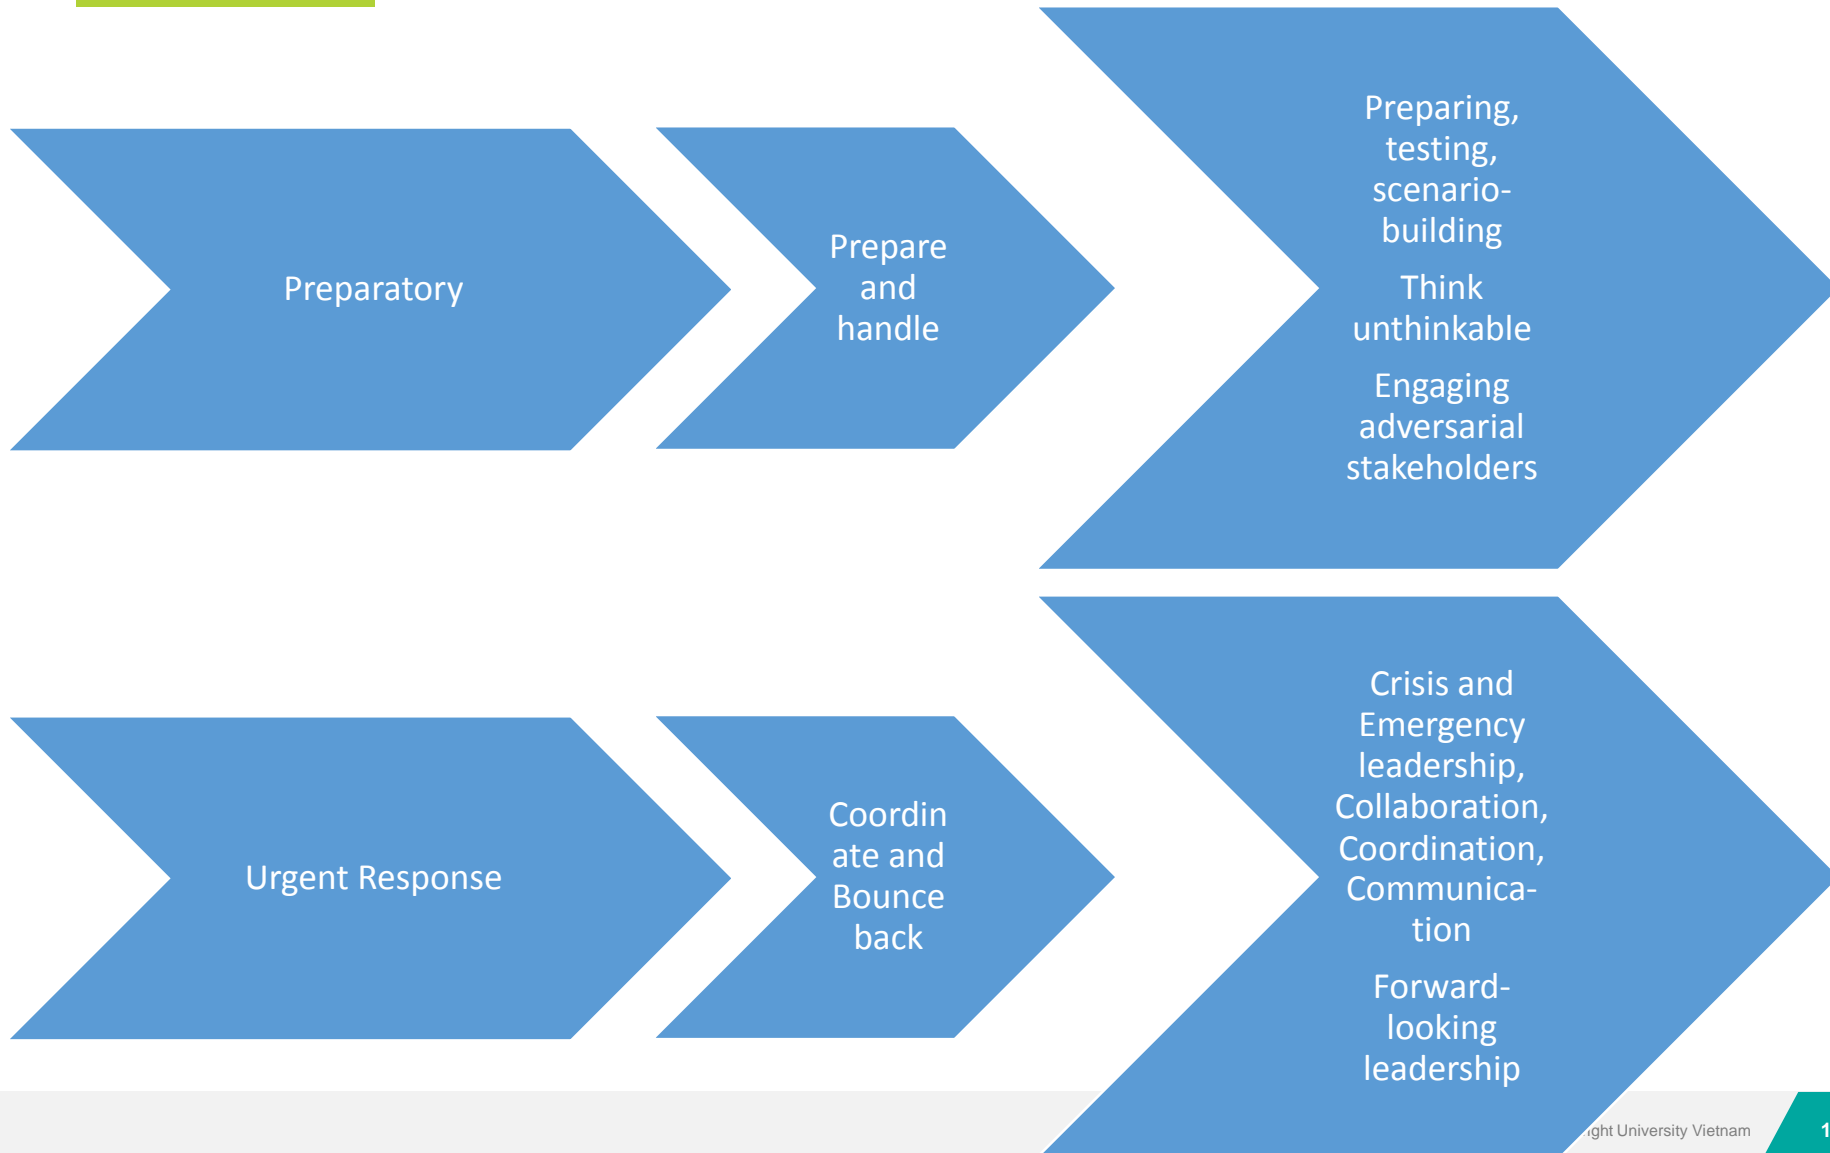 Preparatory
Prepare
and
handle
Preparing,
testing,
scenario-
building
Think
unthinkable
Engaging
adversarial
stakeholders
Urgent Response
Coordin
ate and
Bounce
back
Crisis and
Emergency
leadership,
Collaboration,
Coordination,
Communica-
tion
Forward-
looking
leadership
University Vietnam